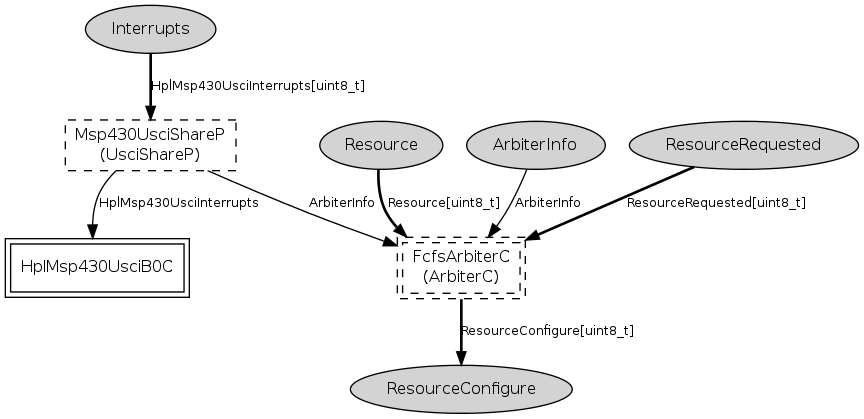 Interrupts
HplMsp430UsciInterrupts[uint8_t]
Msp430UsciShareP
(UsciShareP)
Resource
ArbiterInfo
ResourceRequested
HplMsp430UsciInterrupts
ArbiterInfo
Resource[uint8_t]
ArbiterInfo
ResourceRequested[uint8_t]
HplMsp430UsciB0C
FcfsArbiterC
(ArbiterC)
ResourceConfigure[uint8_t]
ResourceConfigure